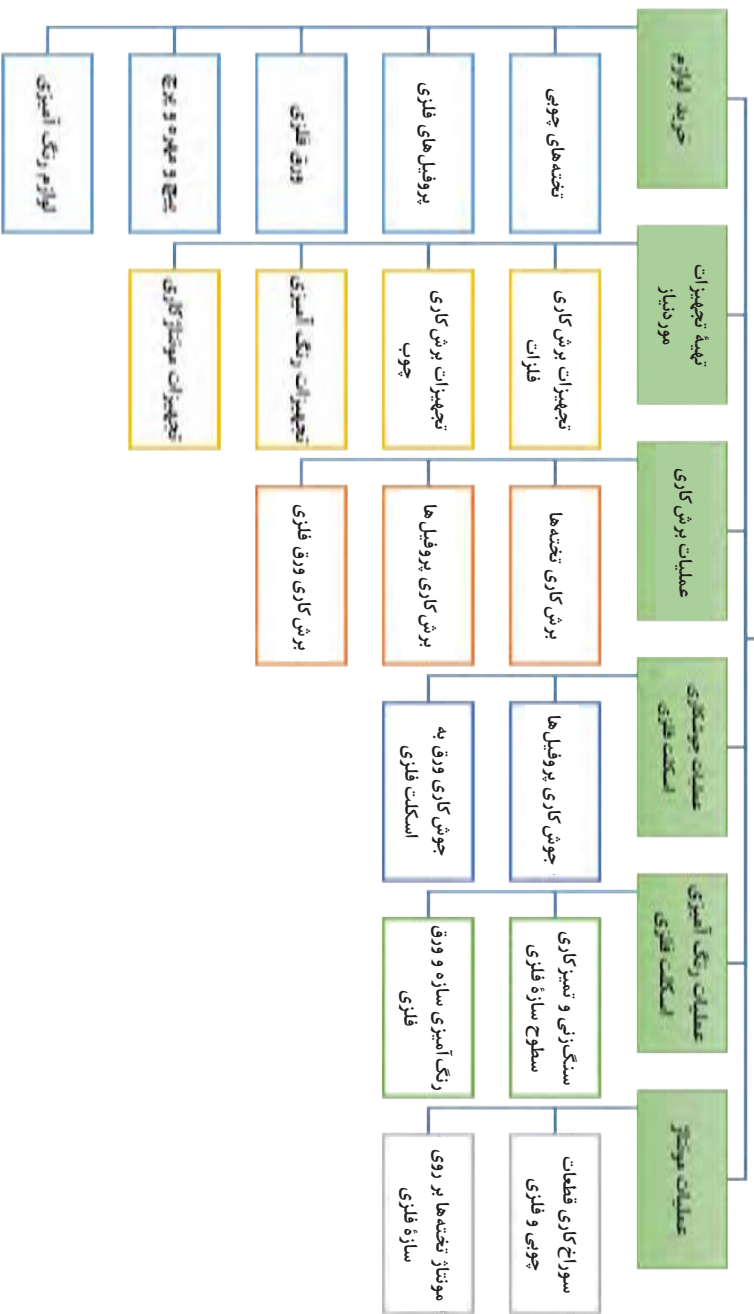 خرید لوازم
تخته‌های چوبی
پروفیل‌های فلزی
ورق فلزی
پیچ و مهره و پرچ
لوازم رنگ آمیزی
تهیهٔ تجهیزات
موردنیاز
تجهیزات برش‌کاری
فلزات
تجهیزات برش‌کاری
چوب
تجهیزات رنگ آمیزی
تجهیزات مونتاژکاری
عملیات برش‌کاری
برش‌کاری تخته‌ها
برش‌کاری پروفیل‌ها
برش‌کاری ورق فلزی
عملیات جوشکاری
اسکلت فلزی
جوش‌کاری پروفیل‌ها
جوش‌کاری ورق به
اسکلت فلزی
عملیات رنگ آمیزی
اسکلت فلزی
سنگ‌زنی و تمیزکاری
سطوح سازهٔ فلزی
رنگ‌آمیزی سازه و ورق
فلزی
عملیات مونتاژ
سوراخ‌کاری قطعات
چوبی و فلزی
مونتاژ تخته‌ها بر روی
سازهٔ فلزی